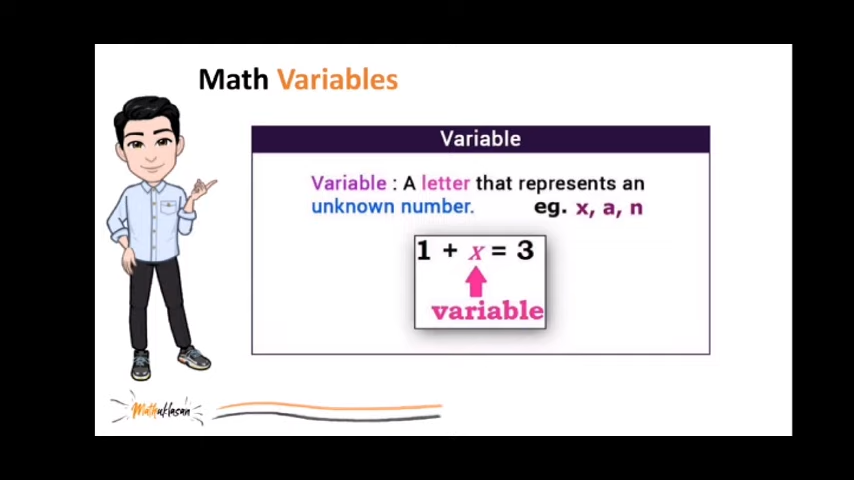 Math Variables
Variable
Variable : A letter that represents an
unknown number. eg. x, a, n
1 + x = 3
variable
Mathuklasan